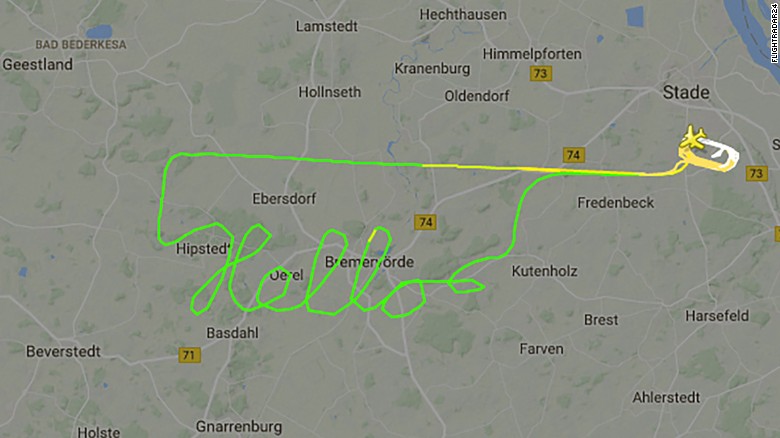 Hechthausen
Lamstedt
BAD BEDERKESA
Geestland
Himmelpforten
Kranenburg
73
Hollnseth
Oldendorf
Stade
74
73
Ebersdorf
Fredenbeck
74
Hipstedt
Hallo
Bremervörde
Oerel
Kutenholz
Basdahl
Brest
Harsefeld
Beverstedt
71
Farven
Ahlerstedt
Gnarrenburg
Holste
FLIGHTRADAR24